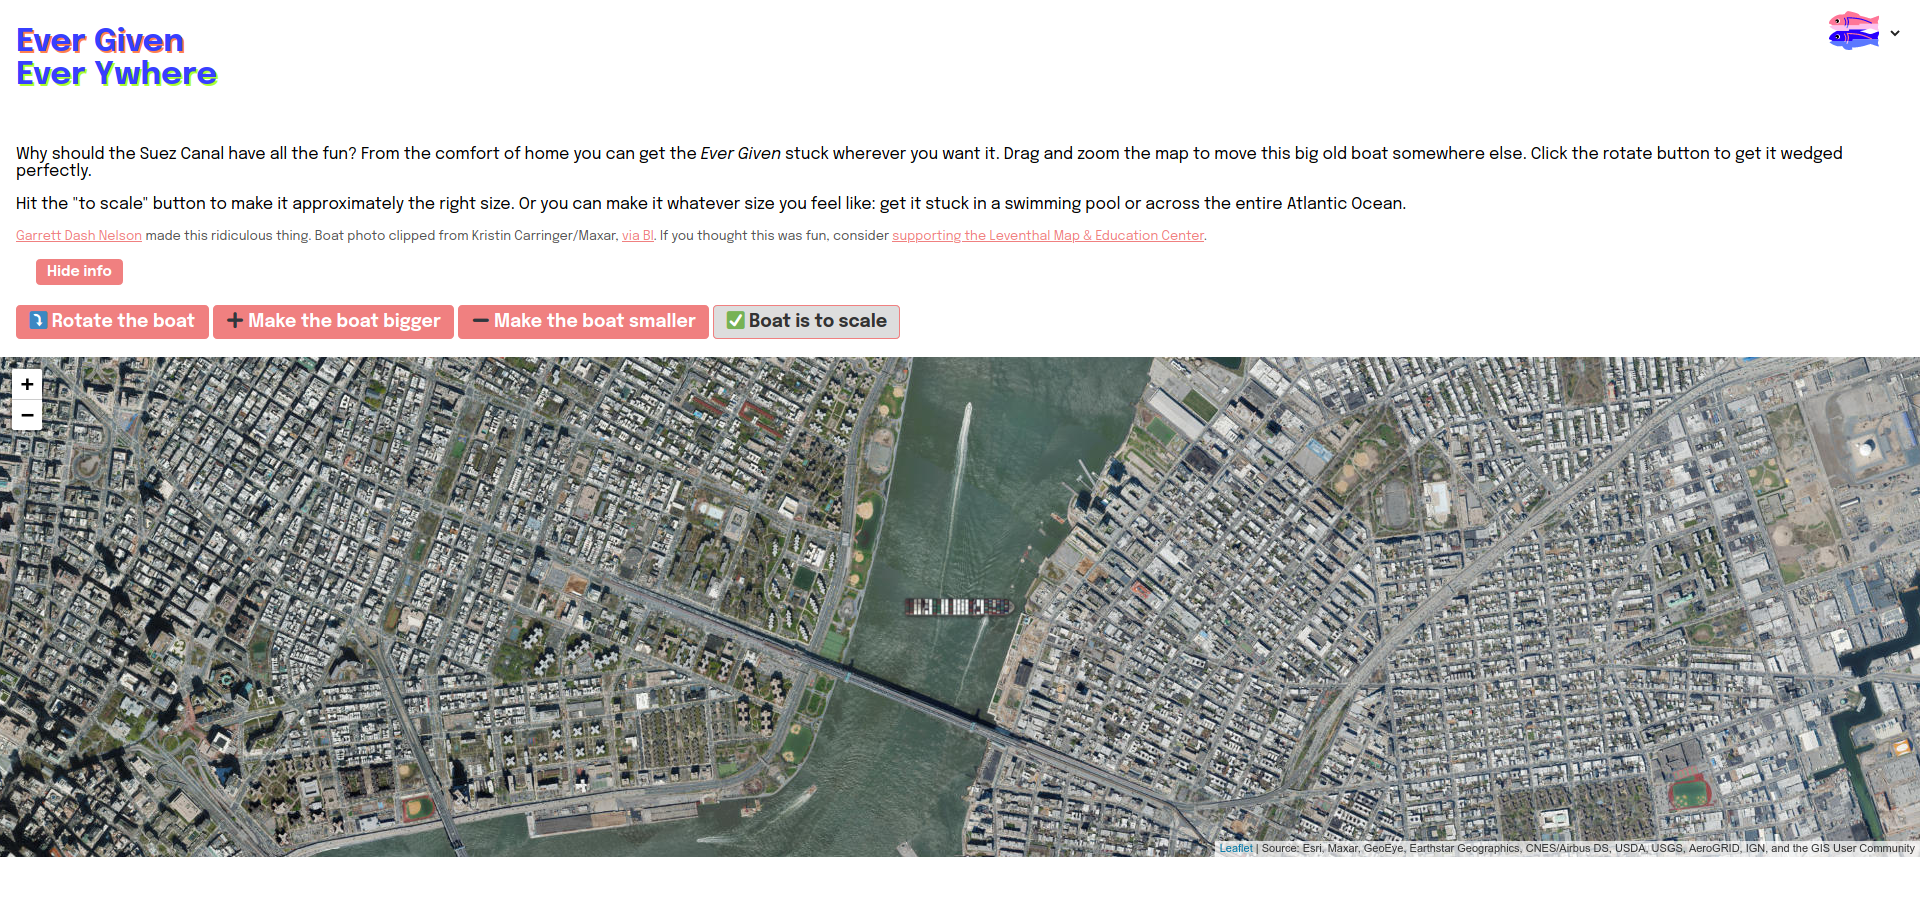 Ever Given
Ever Ywhere
Why should the Suez Canal have all the fun? From the comfort of home you can get the Ever Given stuck wherever you want it. Drag and zoom the map to move this big old boat somewhere else. Click the rotate button to get it wedged
perfectly.
Hit the "to scale" button to make it approximately the right size. Or you can make it whatever size you feel like: get it stuck in a swimming pool or across the entire Atlantic Ocean.
Garrett Dash Nelson made this ridiculous thing. Boat photo clipped from Kristin Carringer/Maxar, via BI. If you thought this was fun, consider supporting the Leventhal Map & Education Center.
Hide info
⤵️ Rotate the boat ➕ Make the boat bigger ➖ Make the boat smaller ✅ Boat is to scale
+
−
Leaflet | Source: Esri, Maxar, GeoEye, Earthstar Geographics, CNES/Airbus DS, USDA, USGS, AeroGRID, IGN, and the GIS User Community